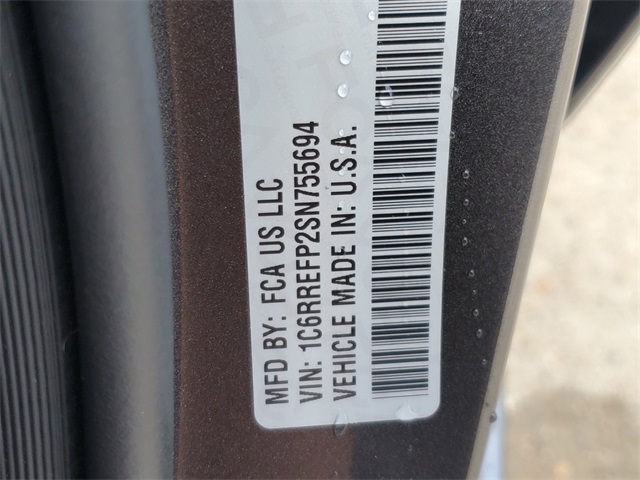 MFD BY: FCA US LLC
VIN: 1C6RREFP2SN755694
VEHICLE MADE IN: U.S.A.